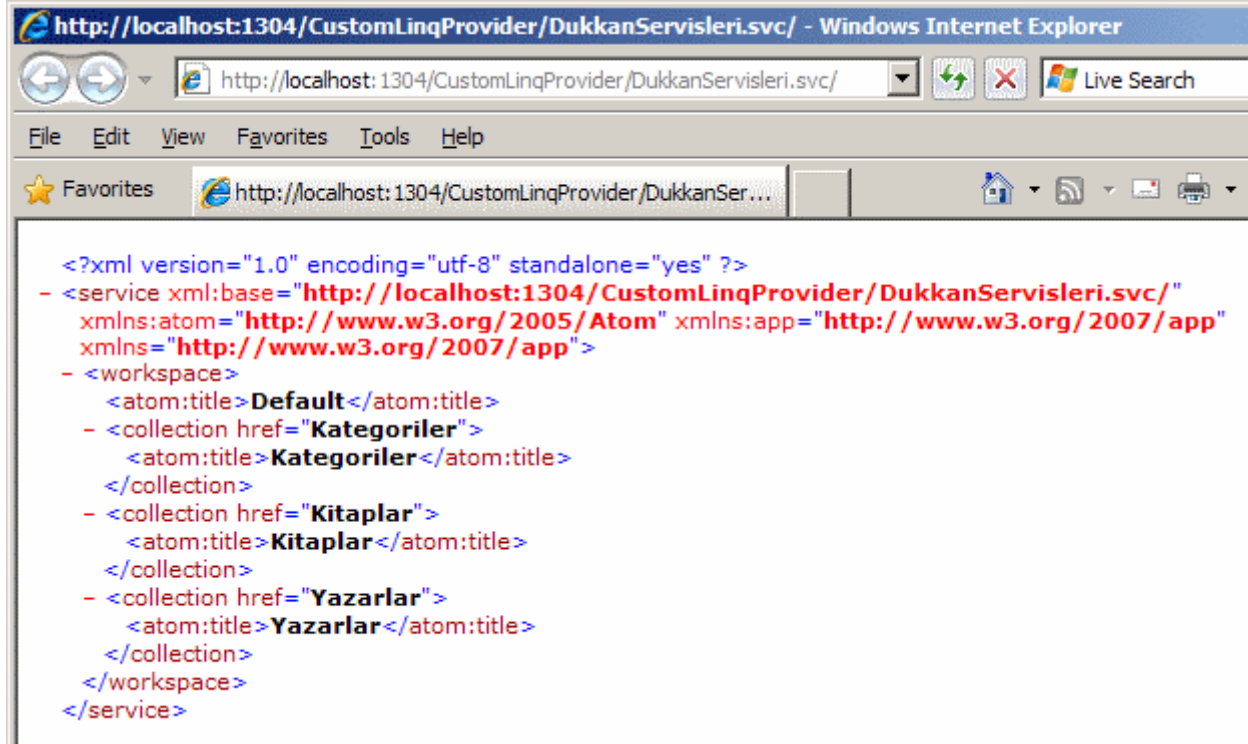 http://localhost:1304/CustomLinqProvider/DukkanServisleri.svc/ - Windows Internet Explorer
http://localhost:1304/CustomLinqProvider/DukkanServisleri.svc/ Live Search
File Edit View Favorites Tools Help
Favorites http://localhost:1304/CustomLinqProvider/DukkanSer...
<?xml version="1.0" encoding="utf-8" standalone="yes" ?>
- <service xml:base="http://localhost:1304/CustomLinqProvider/DukkanServisleri.svc/"
xmlns:atom="http://www.w3.org/2005/Atom" xmlns:app="http://www.w3.org/2007/app"
xmlns="http://www.w3.org/2007/app">
- <workspace>
<atom:title>Default</atom:title>
- <collection href="Kategoriler">
<atom:title>Kategoriler</atom:title>
</collection>
- <collection href="Kitaplar">
<atom:title>Kitaplar</atom:title>
</collection>
- <collection href="Yazarlar">
<atom:title>Yazarlar</atom:title>
</collection>
</workspace>
</service>